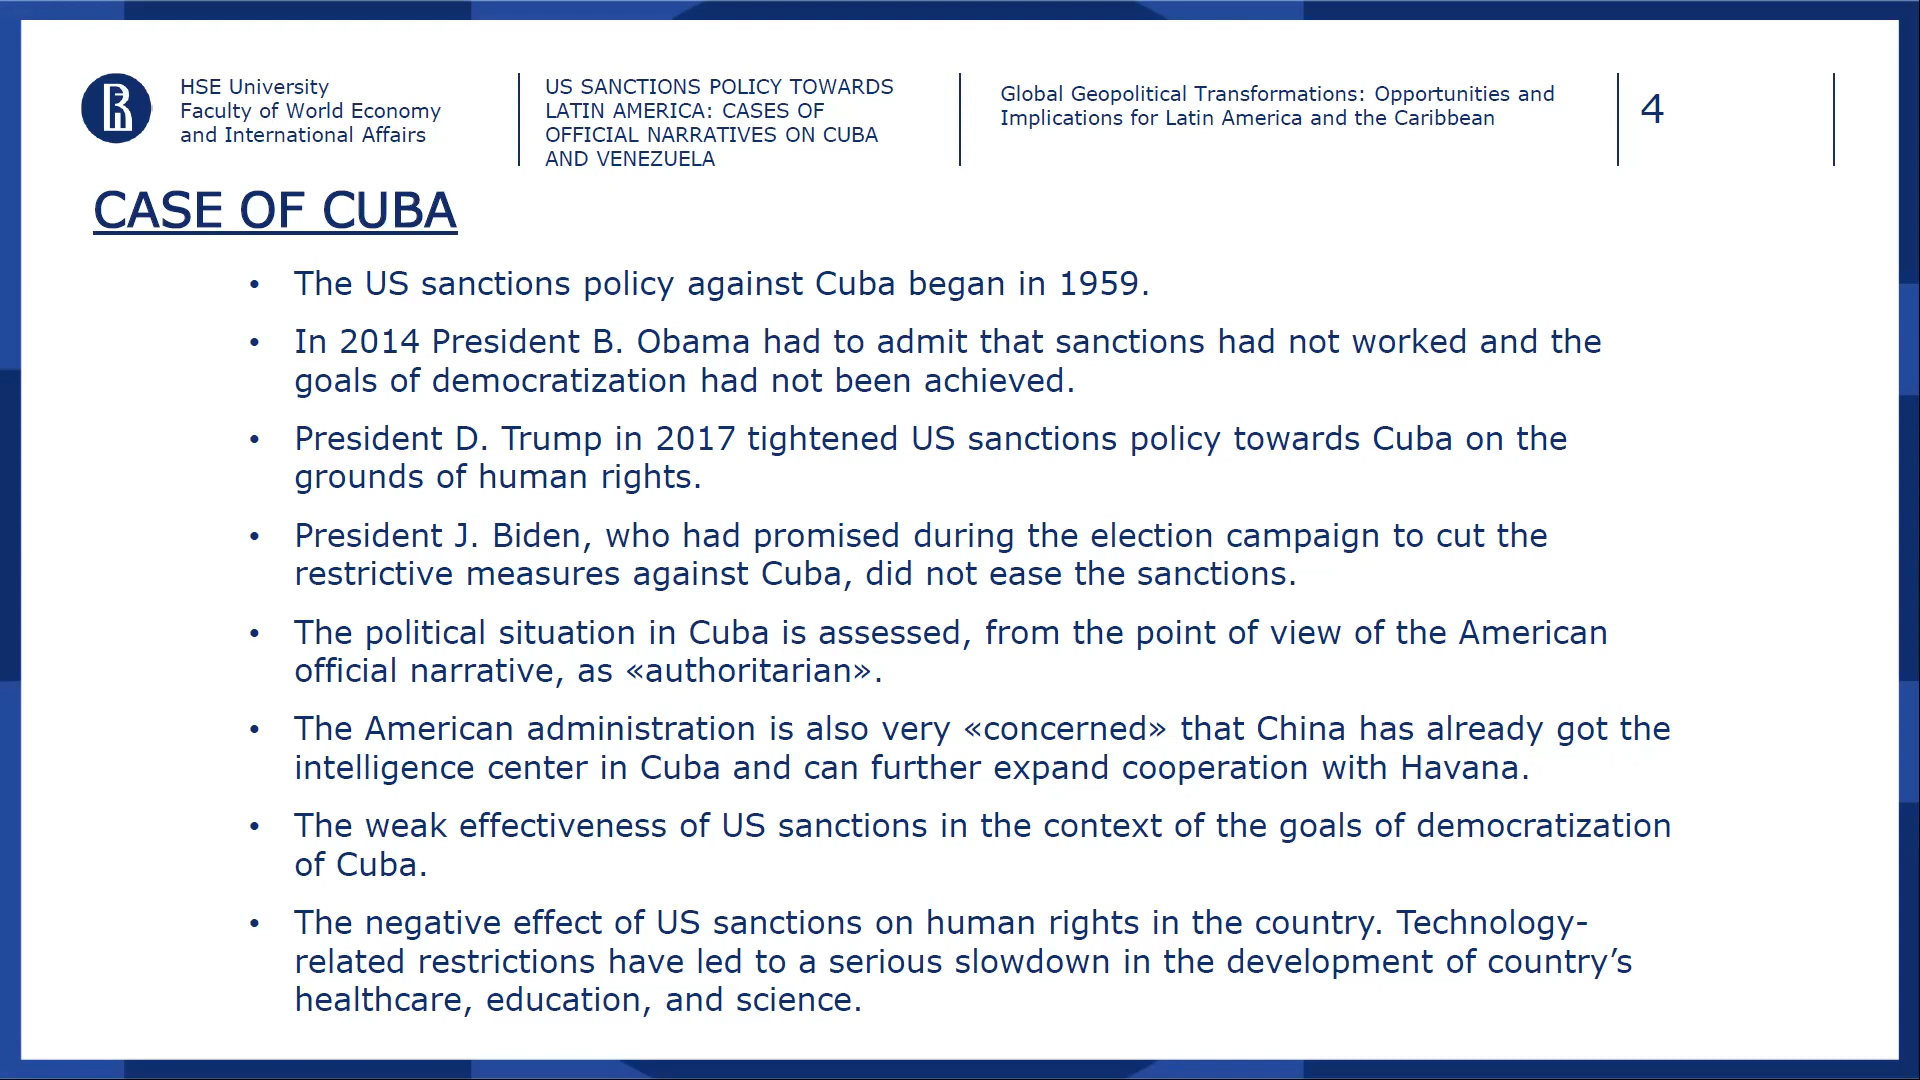 HSE University
Faculty of World Economy
and International Affairs
US SANCTIONS POLICY TOWARDS
LATIN AMERICA: CASES OF
OFFICIAL NARRATIVES ON CUBA
AND VENEZUELA
Global Geopolitical Transformations: Opportunities and
Implications for Latin America and the Caribbean
4
CASE OF CUBA
• The US sanctions policy against Cuba began in 1959.
• In 2014 President B. Obama had to admit that sanctions had not worked and the
goals of democratization had not been achieved.
• President D. Trump in 2017 tightened US sanctions policy towards Cuba on the
grounds of human rights.
• President J. Biden, who had promised during the election campaign to cut the
restrictive measures against Cuba, did not ease the sanctions.
• The political situation in Cuba is assessed, from the point of view of the American
official narrative, as «authoritarian».
• The American administration is also very «concerned» that China has already got the
intelligence center in Cuba and can further expand cooperation with Havana.
• The weak effectiveness of US sanctions in the context of the goals of democratization
of Cuba.
• The negative effect of US sanctions on human rights in the country. Technology-
related restrictions have led to a serious slowdown in the development of country’s
healthcare, education, and science.